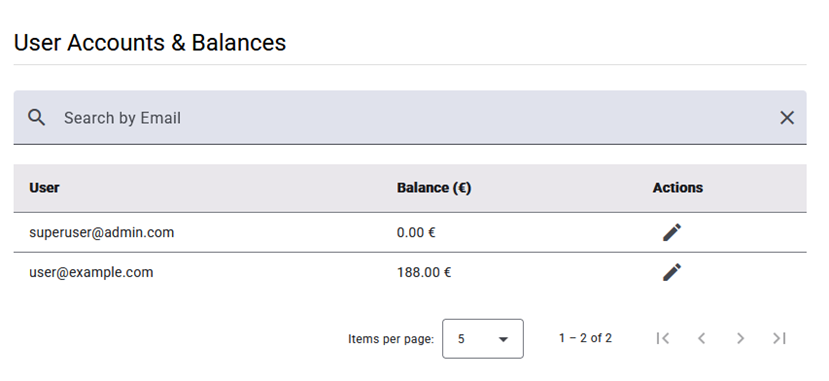 User Accounts & Balances
Search by Email
User Balance (€) Actions
superuser@admin.com 0.00 €
user@example.com 188.00 €
Items per page: 5 1 – 2 of 2